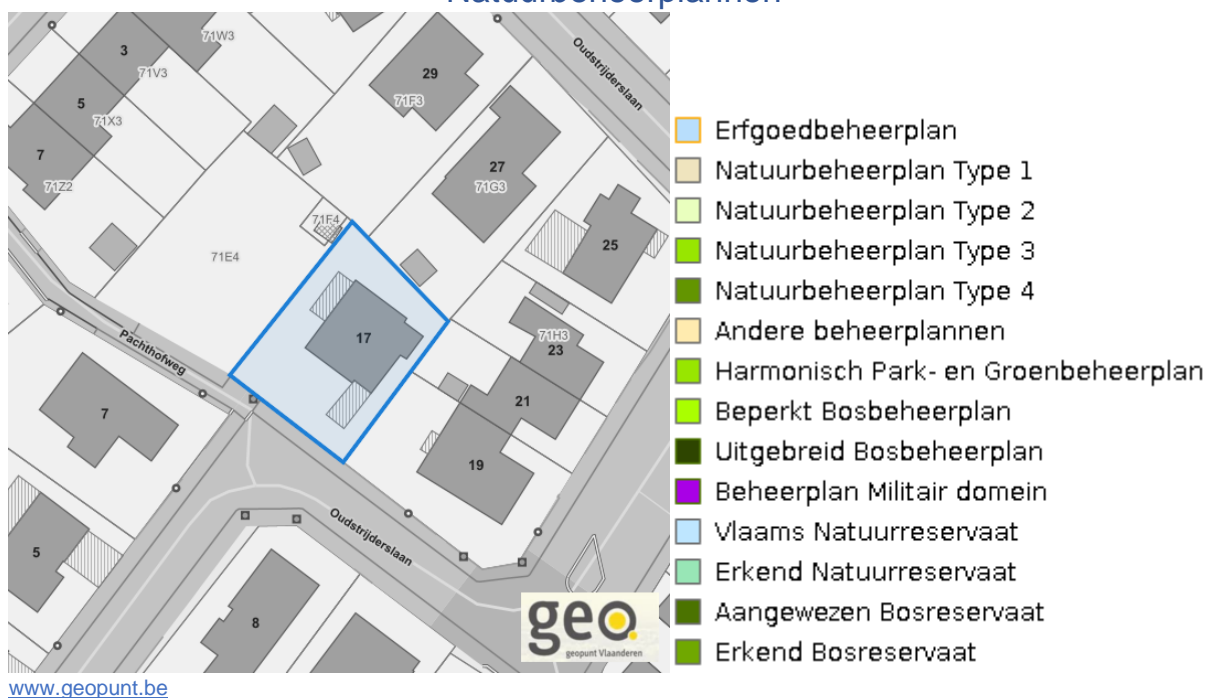 Natuurbeheerplannen
71W3
3
71V3
5
71X3
7
71Z2
29
71F3
Oudstrijderslaan
27
71G3
71F4
25
71E4
17
71H3
23
Pachthofweg
7
21
19
Oudstrijderslaan
5
8
geo.
geopunt Vlaanderen
Erfgoedbeheerplan
Natuurbeheerplan Type 1
Natuurbeheerplan Type 2
Natuurbeheerplan Type 3
Natuurbeheerplan Type 4
Andere beheerplannen
Harmonisch Park- en Groenbeheerplan
Beperkt Bosbeheerplan
Uitgebreid Bosbeheerplan
Beheerplan Militair domein
Vlaams Natuurreservaat
Erkend Natuurreservaat
Aangewezen Bosreservaat
Erkend Bosreservaat
www.geopunt.be